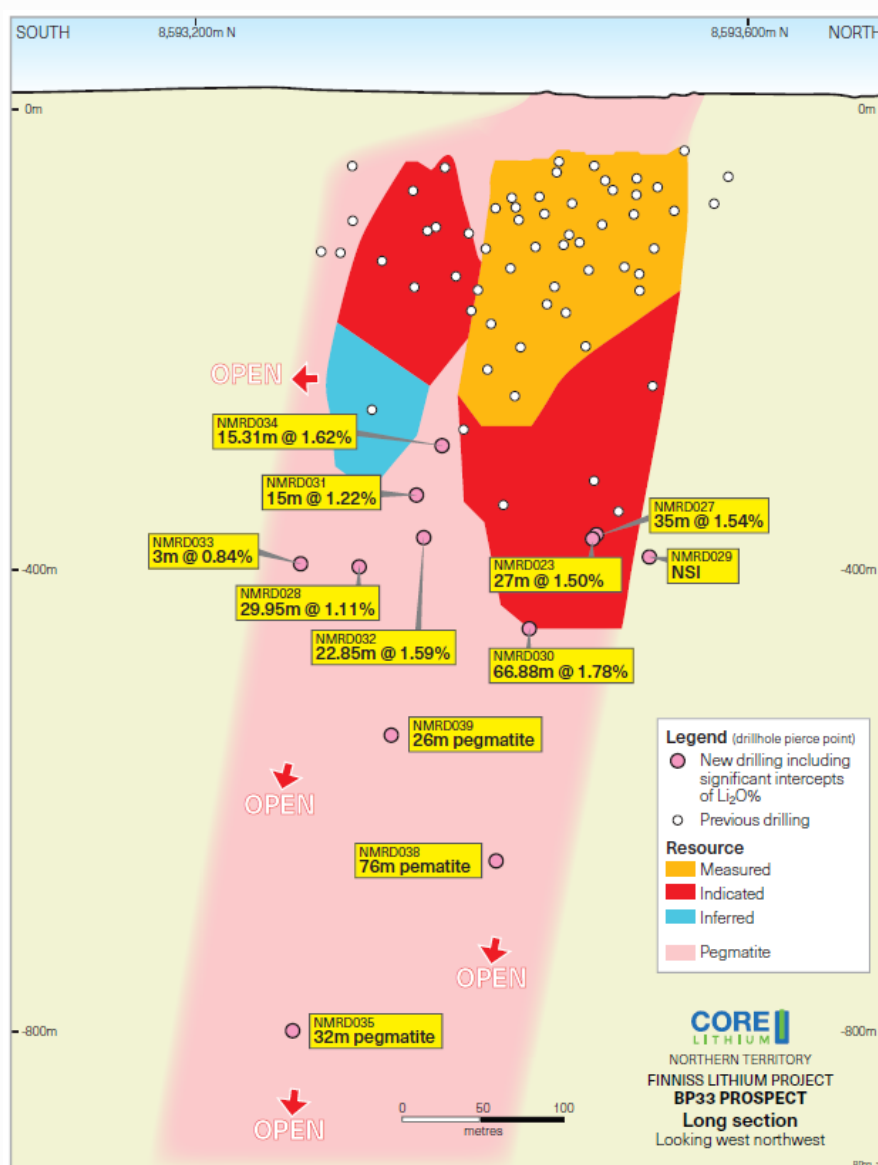 SOUTH
8,593,200m N
8,593,600m N
NORTH
0m
0m
OPEN
NMRD034
15.31m @ 1.62%
NMRD031
15m @ 1.22%
NMRD027
35m @ 1.54%
NMRD033
3m @ 0.84%
NMRD023
27m @ 1.50%
NMRD029
NSI
-400m
-400m
NMRD028
29.95m @ 1.11%
NMRD032
22.85m @ 1.59%
NMRD030
66.88m @ 1.78%
NMRD039
26m pegmatite
OPEN
NMRD038
76m pematite
OPEN
NMRD035
32m pegmatite
-800m
-800m
OPEN
0 50 100
metres
Legend (drillhole pierce point)
New drilling including
significant intercepts
of Li₂O%
Previous drilling
Resource
Measured
Indicated
Inferred
Pegmatite
CORE
LITHIUM
NORTHERN TERRITORY
FINNISS LITHIUM PROJECT
BP33 PROSPECT
Long section
Looking west northwest